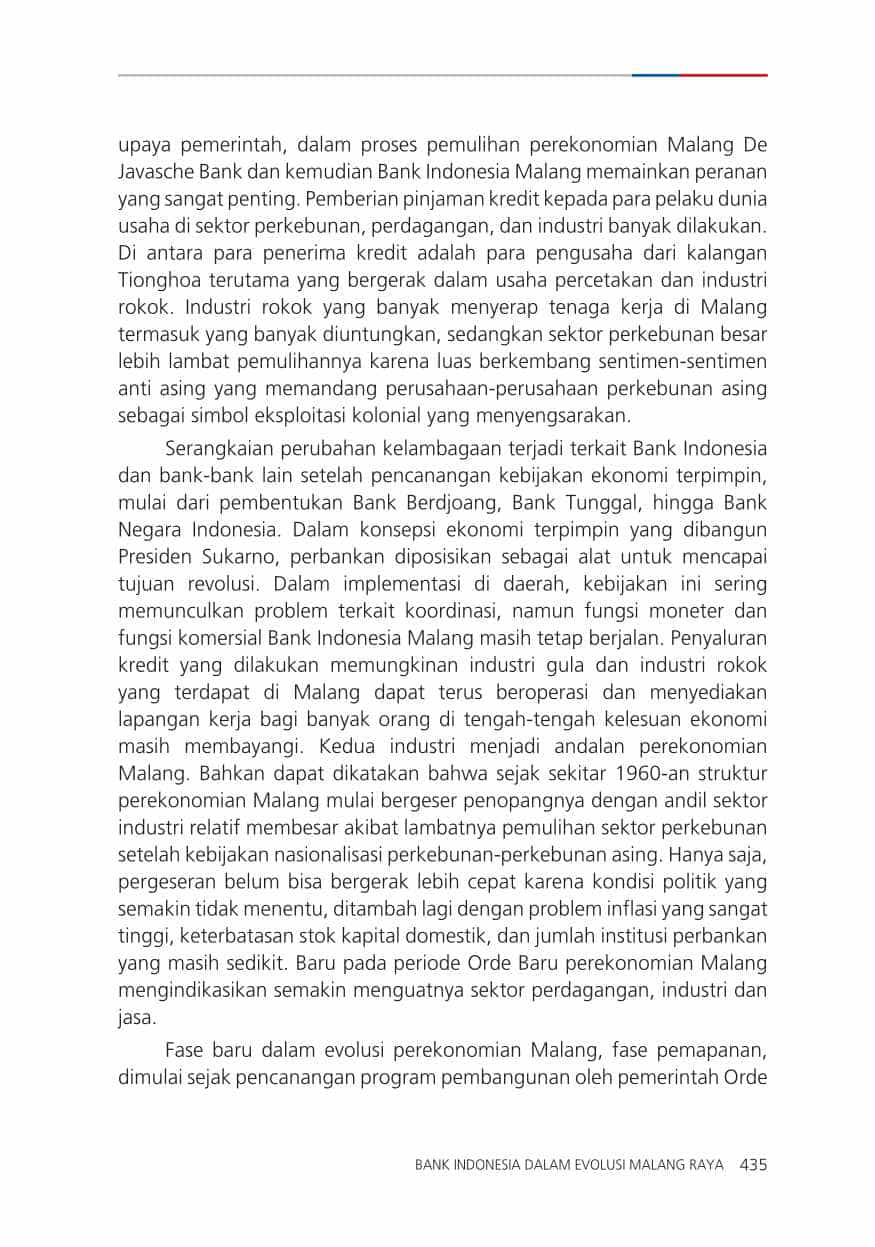 upaya pemerintah, dalam proses pemulihan perekonomian Malang De
Javasche Bank dan kemudian Bank Indonesia Malang memainkan peranan
yang sangat penting. Pemberian pinjaman kredit kepada para pelaku dunia
usaha di sektor perkebunan, perdagangan, dan industri banyak dilakukan.
Di antara para penerima kredit adalah para pengusaha dari kalangan
Tionghoa terutama yang bergerak dalam usaha percetakan dan industri
rokok. Industri rokok yang banyak menyerap tenaga kerja di Malang
termasuk yang banyak diuntungkan, sedangkan sektor perkebunan besar
lebih lambat pemulihannya karena luas berkembang sentimen-sentimen
anti asing yang memandang perusahaan-perusahaan perkebunan asing
sebagai simbol eksploitasi kolonial yang menyengsarakan.
Serangkaian perubahan kelambagaan terjadi terkait Bank Indonesia
dan bank-bank lain setelah pencanangan kebijakan ekonomi terpimpin,
mulai dari pembentukan Bank Berdjoang, Bank Tunggal, hingga Bank
Negara Indonesia. Dalam konsepsi ekonomi terpimpin yang dibangun
Presiden Sukarno, perbankan diposisikan sebagai alat untuk mencapai
tujuan revolusi. Dalam implementasi di daerah, kebijakan ini sering
memunculkan problem terkait koordinasi, namun fungsi moneter dan
fungsi komersial Bank Indonesia Malang masih tetap berjalan. Penyaluran
kredit yang dilakukan memungkinan industri gula dan industri rokok
yang terdapat di Malang dapat terus beroperasi dan menyediakan
lapangan kerja bagi banyak orang di tengah-tengah kelesuan ekonomi
masih membayangi. Kedua industri menjadi andalan perekonomian
Malang. Bahkan dapat dikatakan bahwa sejak sekitar 1960-an struktur
perekonomian Malang mulai bergeser penopangnya dengan andil sektor
industri relatif membesar akibat lambatnya pemulihan sektor perkebunan
setelah kebijakan nasionalisasi perkebunan-perkebunan asing. Hanya saja,
pergeseran belum bisa bergerak lebih cepat karena kondisi politik yang
semakin tidak menentu, ditambah lagi dengan problem inflasi yang sangat
tinggi, keterbatasan stok kapital domestik, dan jumlah institusi perbankan
yang masih sedikit. Baru pada periode Orde Baru perekonomian Malang
mengindikasikan semakin menguatnya sektor perdagangan, industri dan
jasa.
Fase baru dalam evolusi perekonomian Malang, fase pemapanan,
dimulai sejak pencanangan program pembangunan oleh pemerintah Orde
BANK INDONESIA DALAM EVOLUSI MALANG RAYA 435